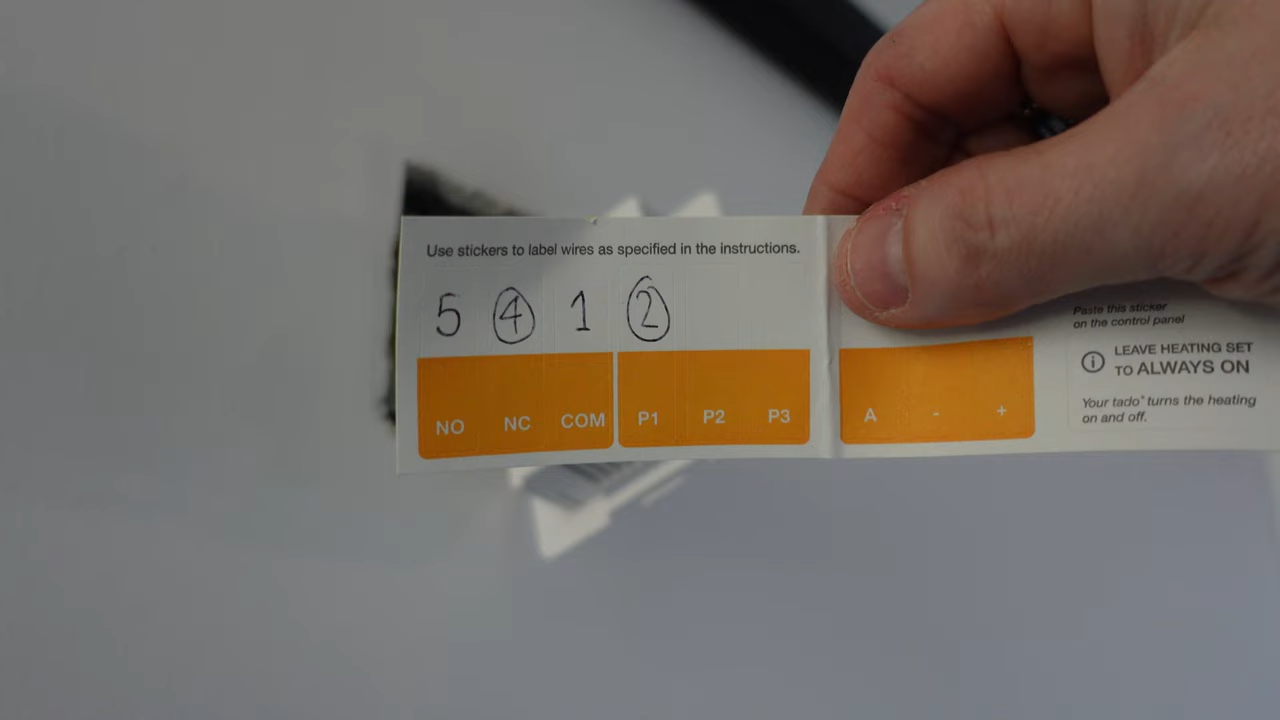 Use stickers to label wires as specified in the instructions.
5 4 1 2
NO NC COM P1 P2 P3
A - +
Paste this sticker
on the control panel
i LEAVE HEATING SET
TO ALWAYS ON
Your tado° turns the heating
on and off.